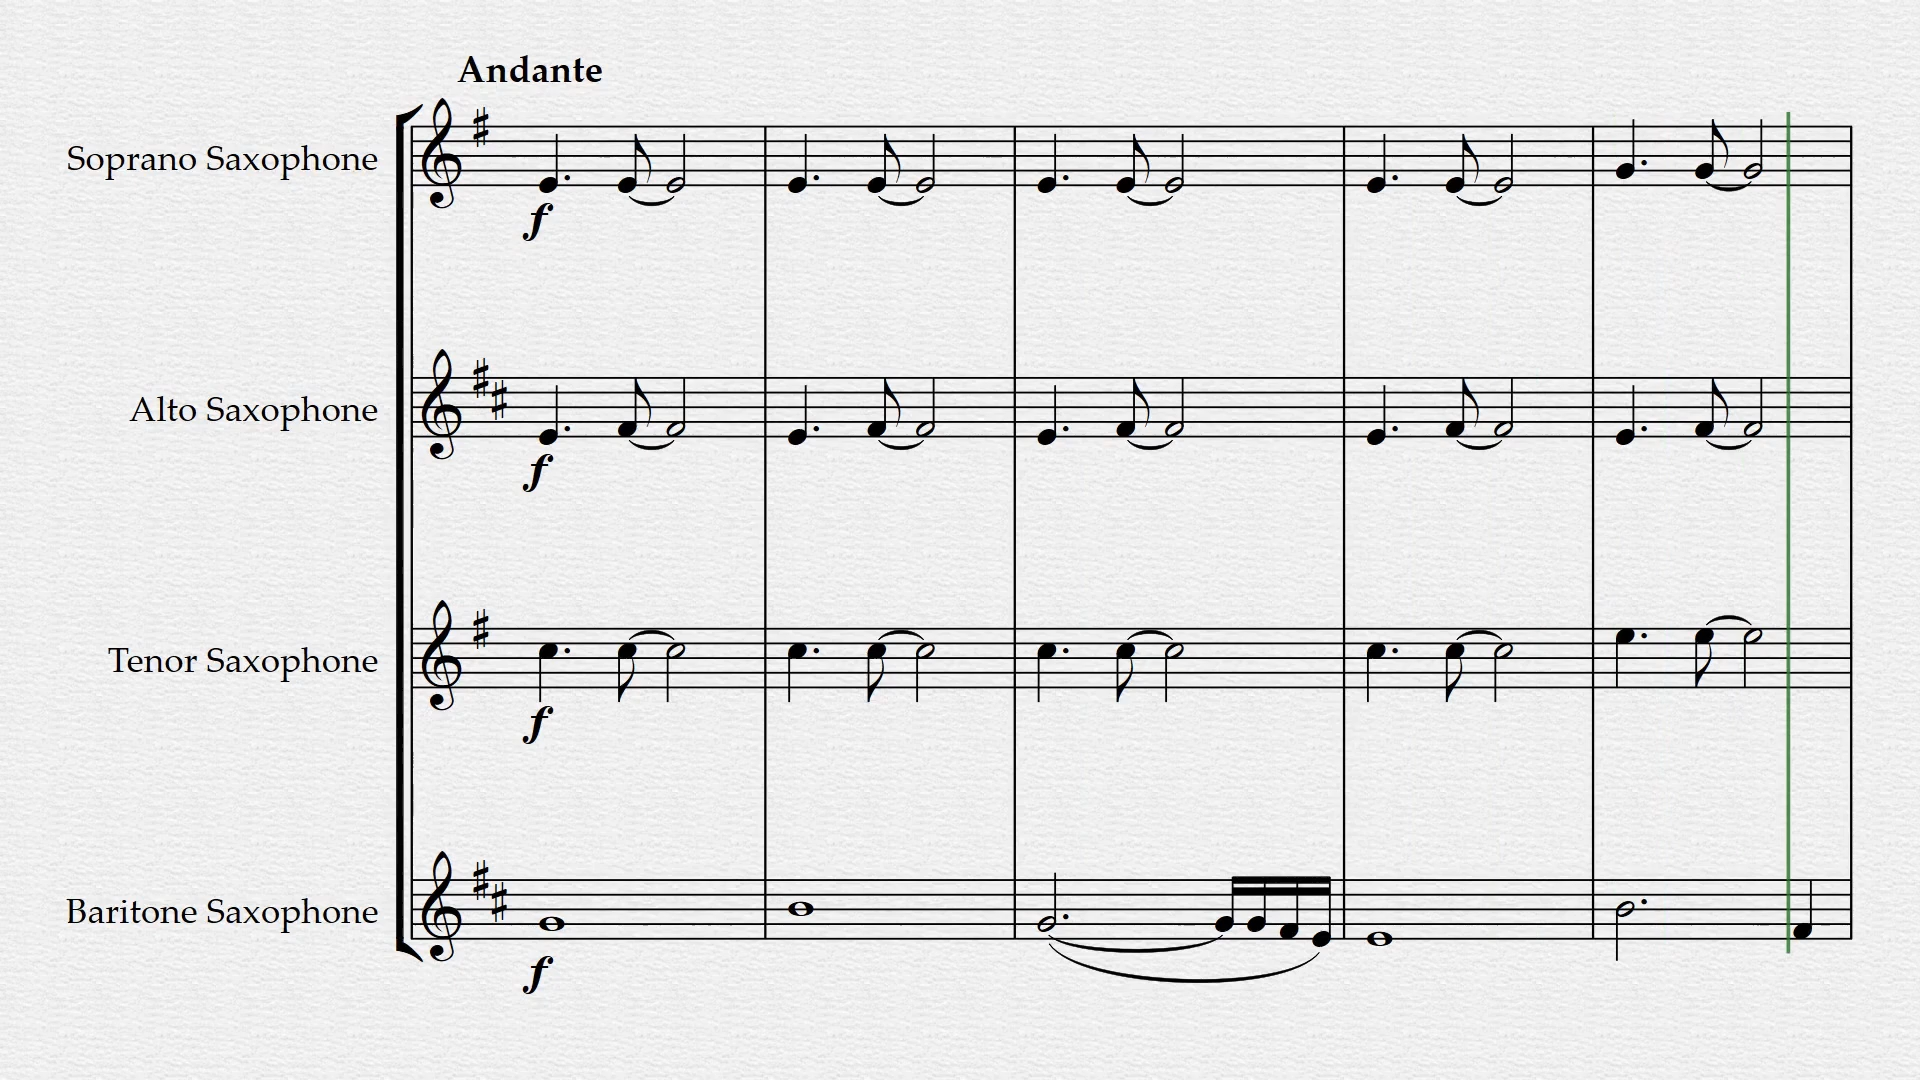 Andante
Soprano Saxophone
f
Alto Saxophone
f
Tenor Saxophone
f
Baritone Saxophone
f